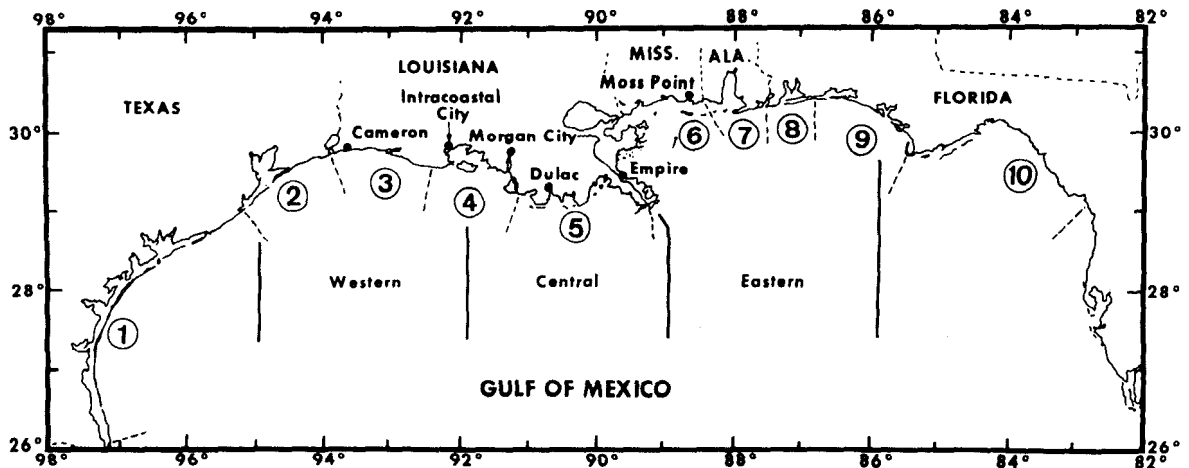 98° 96° 94° 92° 90° 88° 86° 84° 82°
MISS. ALA.
LOUISIANA
Moss Point
TEXAS
Intracoastal
City
FLORIDA
30° Cameron Morgan City 6 7 8 9 30°
Dulac Empire
2 3 4 5 10
28° Western Central Eastern 28°
1
GULF OF MEXICO
26° 26°
98° 96° 94° 92° 90° 88° 86° 84° 82°